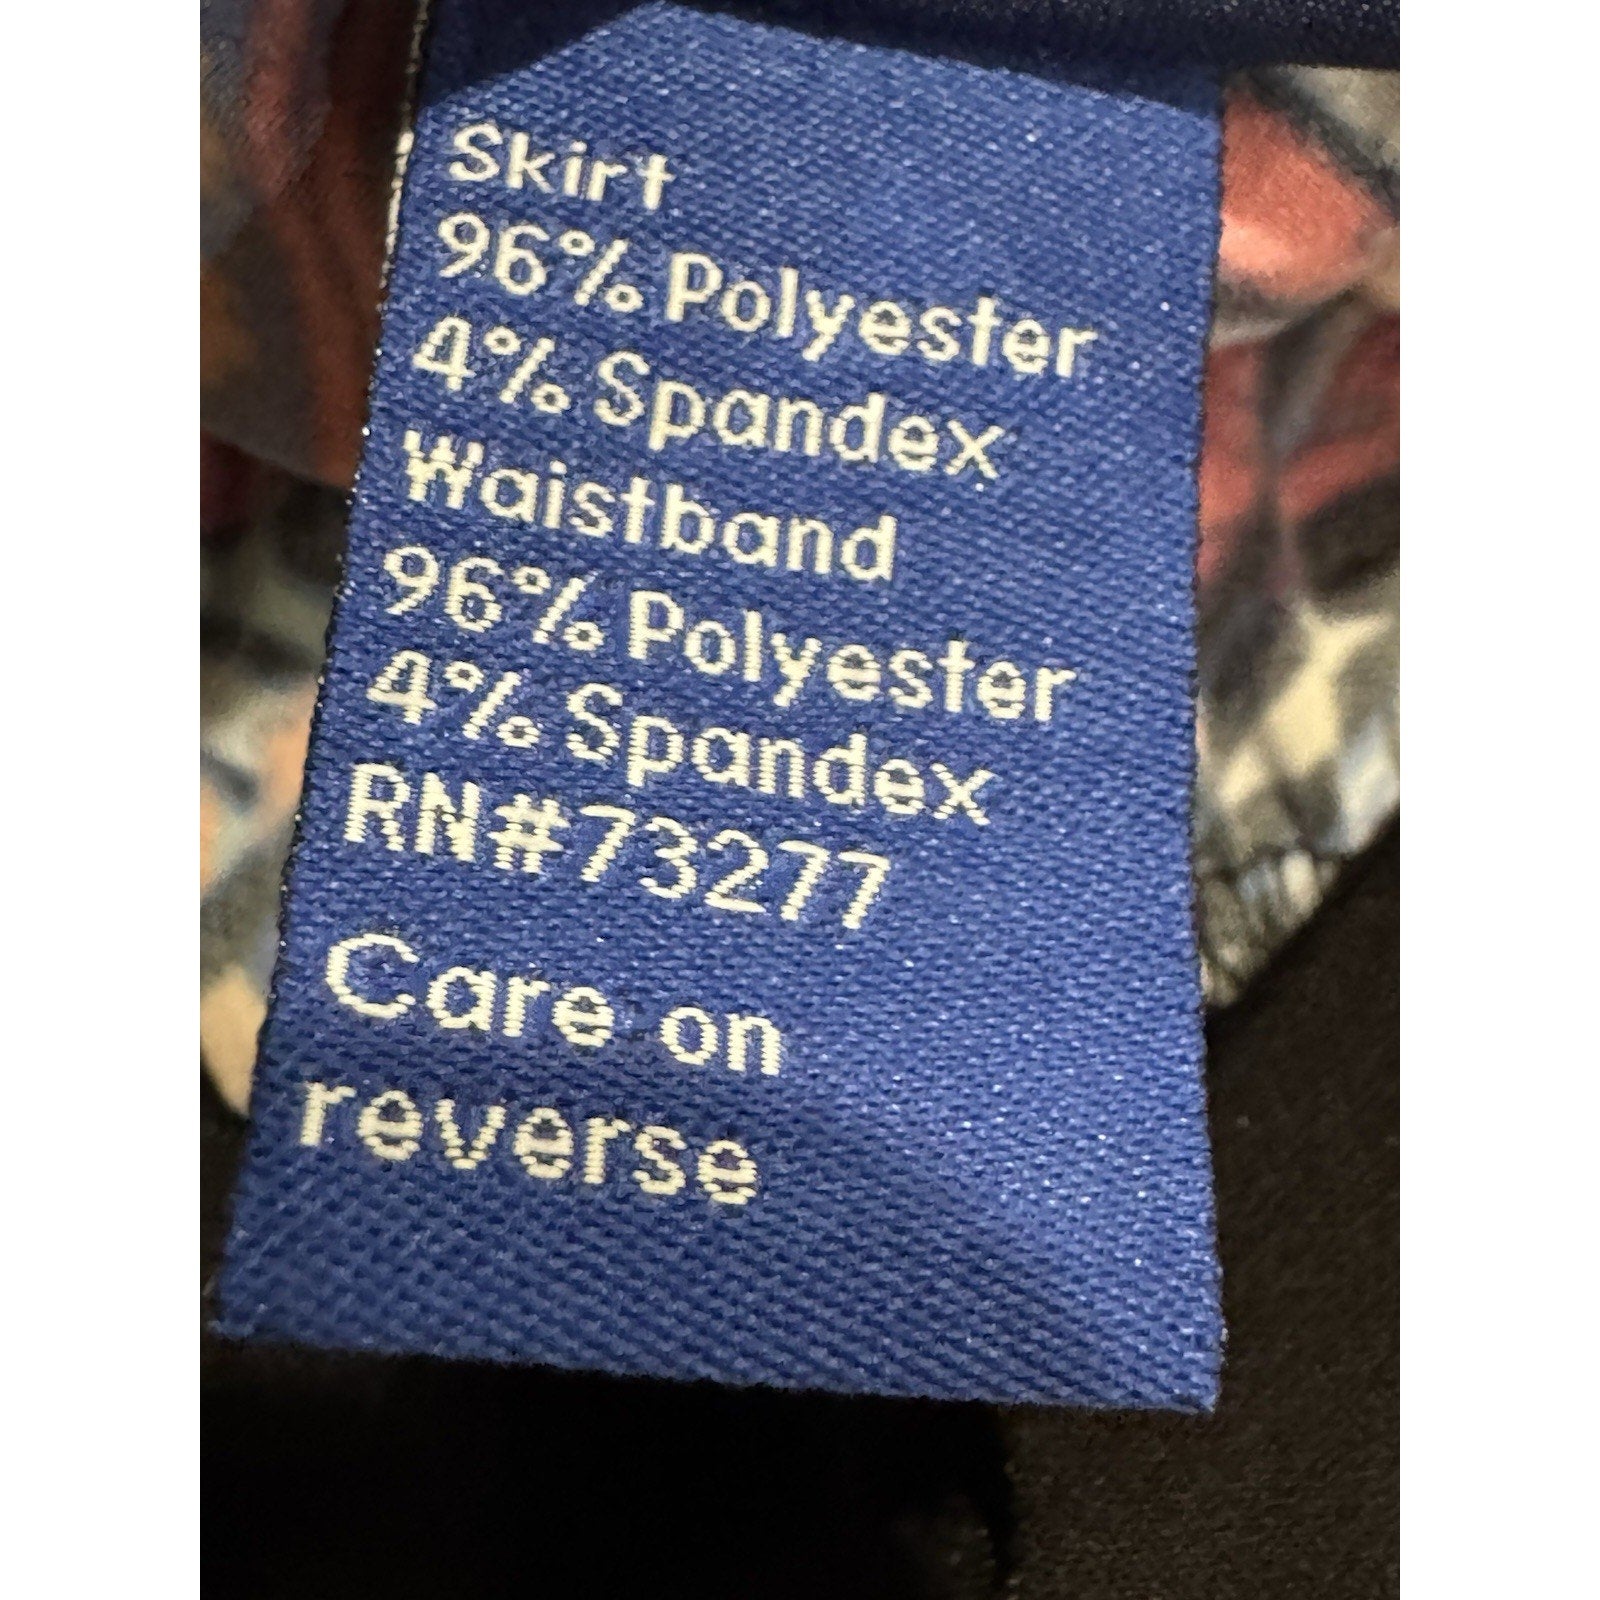 Skirt
96% Polyester
4% Spandex
Waistband
96% Polyester
4% Spandex
RN#73277
Care on
reverse